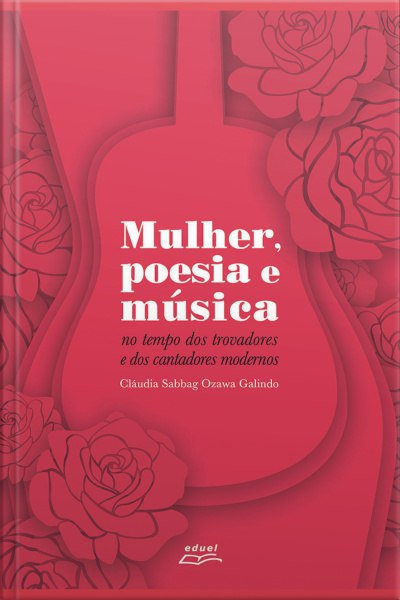 Mulher,
poesia e
música
no tempo dos trovadores
e dos cantadores modernos
Cláudia Sabbag Ozawa Galindo
eduel